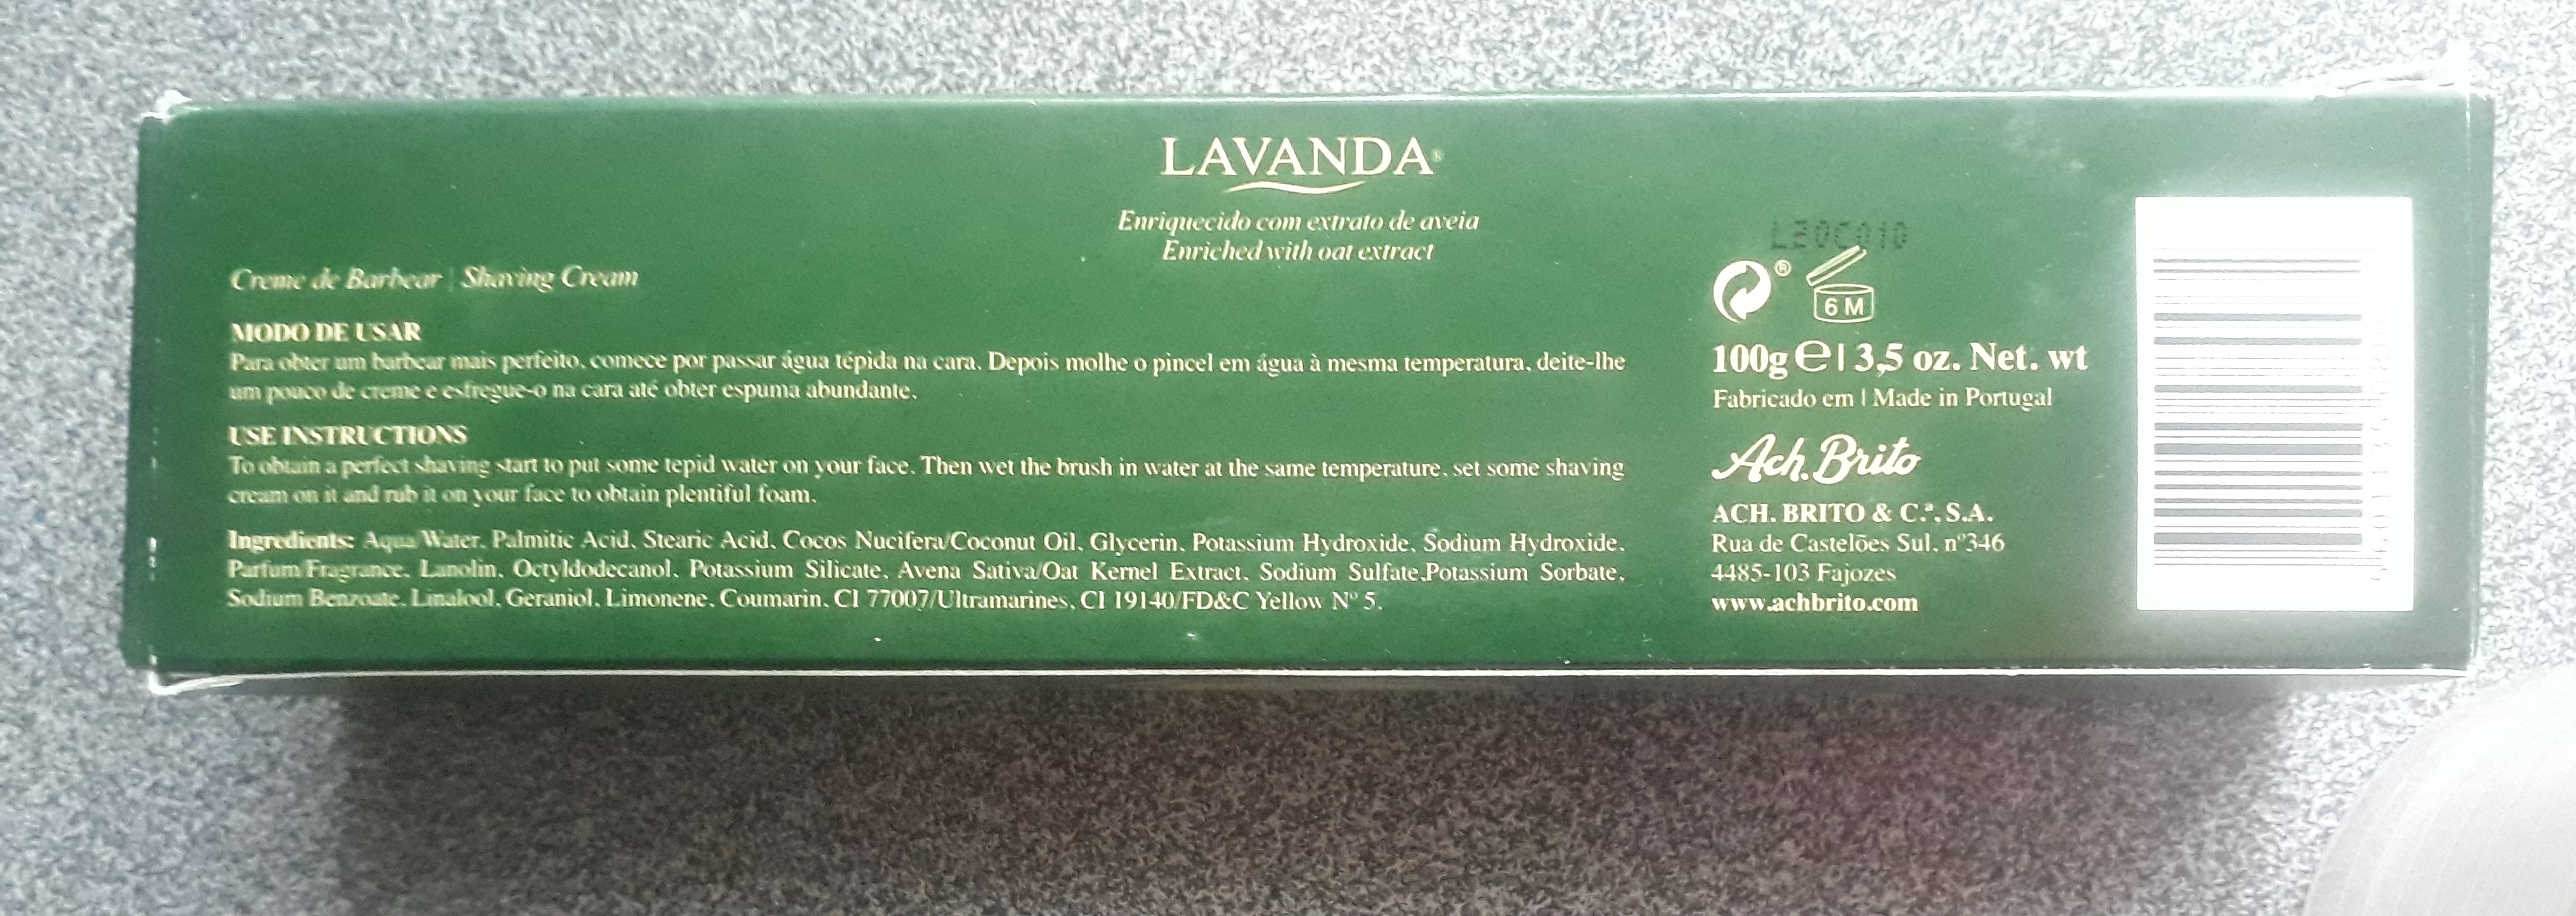 LAVANDA®
Enriquecido com extrato de aveia
Enriched with oat extract
Creme de Barbear | Shaving Cream
MODO DE USAR
Para obter um barbear mais perfeito, comece por passar água tépida na cara. Depois molhe o pincel em água à mesma temperatura, deite-lhe
um pouco de creme e esfregue-o na cara até obter espuma abundante.
USE INSTRUCTIONS
To obtain a perfect shaving start to put some tepid water on your face. Then wet the brush in water at the same temperature, set some shaving
cream on it and rub it on your face to obtain plentiful foam.
Ingredients: Aqua/Water, Palmitic Acid, Stearic Acid, Cocos Nucifera/Coconut Oil, Glycerin, Potassium Hydroxide, Sodium Hydroxide,
Parfum/Fragrance, Lanolin, Octyldodecanol, Potassium Silicate, Avena Sativa/Oat Kernel Extract, Sodium Sulfate,Potassium Sorbate,
Sodium Benzoate, Linalool, Geraniol, Limonene, Coumarin, CI 77007/Ultramarines, CI 19140/FD&C Yellow Nº 5.
®
6 M
100g ℮ | 3,5 oz. Net. wt
Fabricado em | Made in Portugal
Ach. Brito
ACH. BRITO & C.ª, S.A.
Rua de Castelões Sul, nº346
4485-103 Fajozes
www.achbrito.com